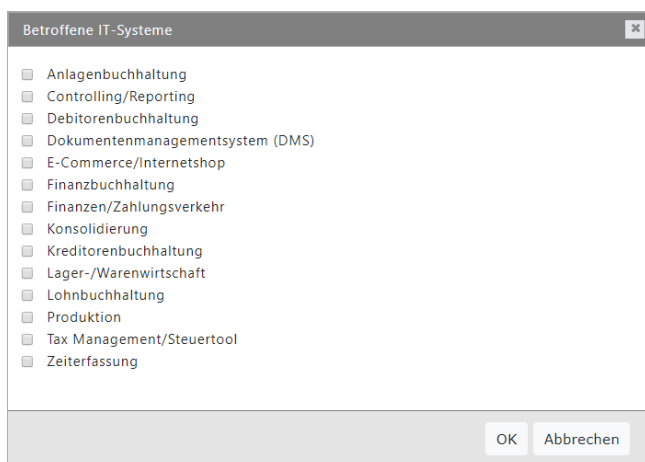 Betroffene IT-Systeme
Anlagenbuchhaltung
Controlling/Reporting
Debitorenbuchhaltung
Dokumentenmanagementsystem (DMS)
E-Commerce/Internetshop
Finanzbuchhaltung
Finanzen/Zahlungsverkehr
Konsolidierung
Kreditorenbuchhaltung
Lager-/Warenwirtschaft
Lohnbuchhaltung
Produktion
Tax Management/Steuertool
Zeiterfassung
OK Abbrechen